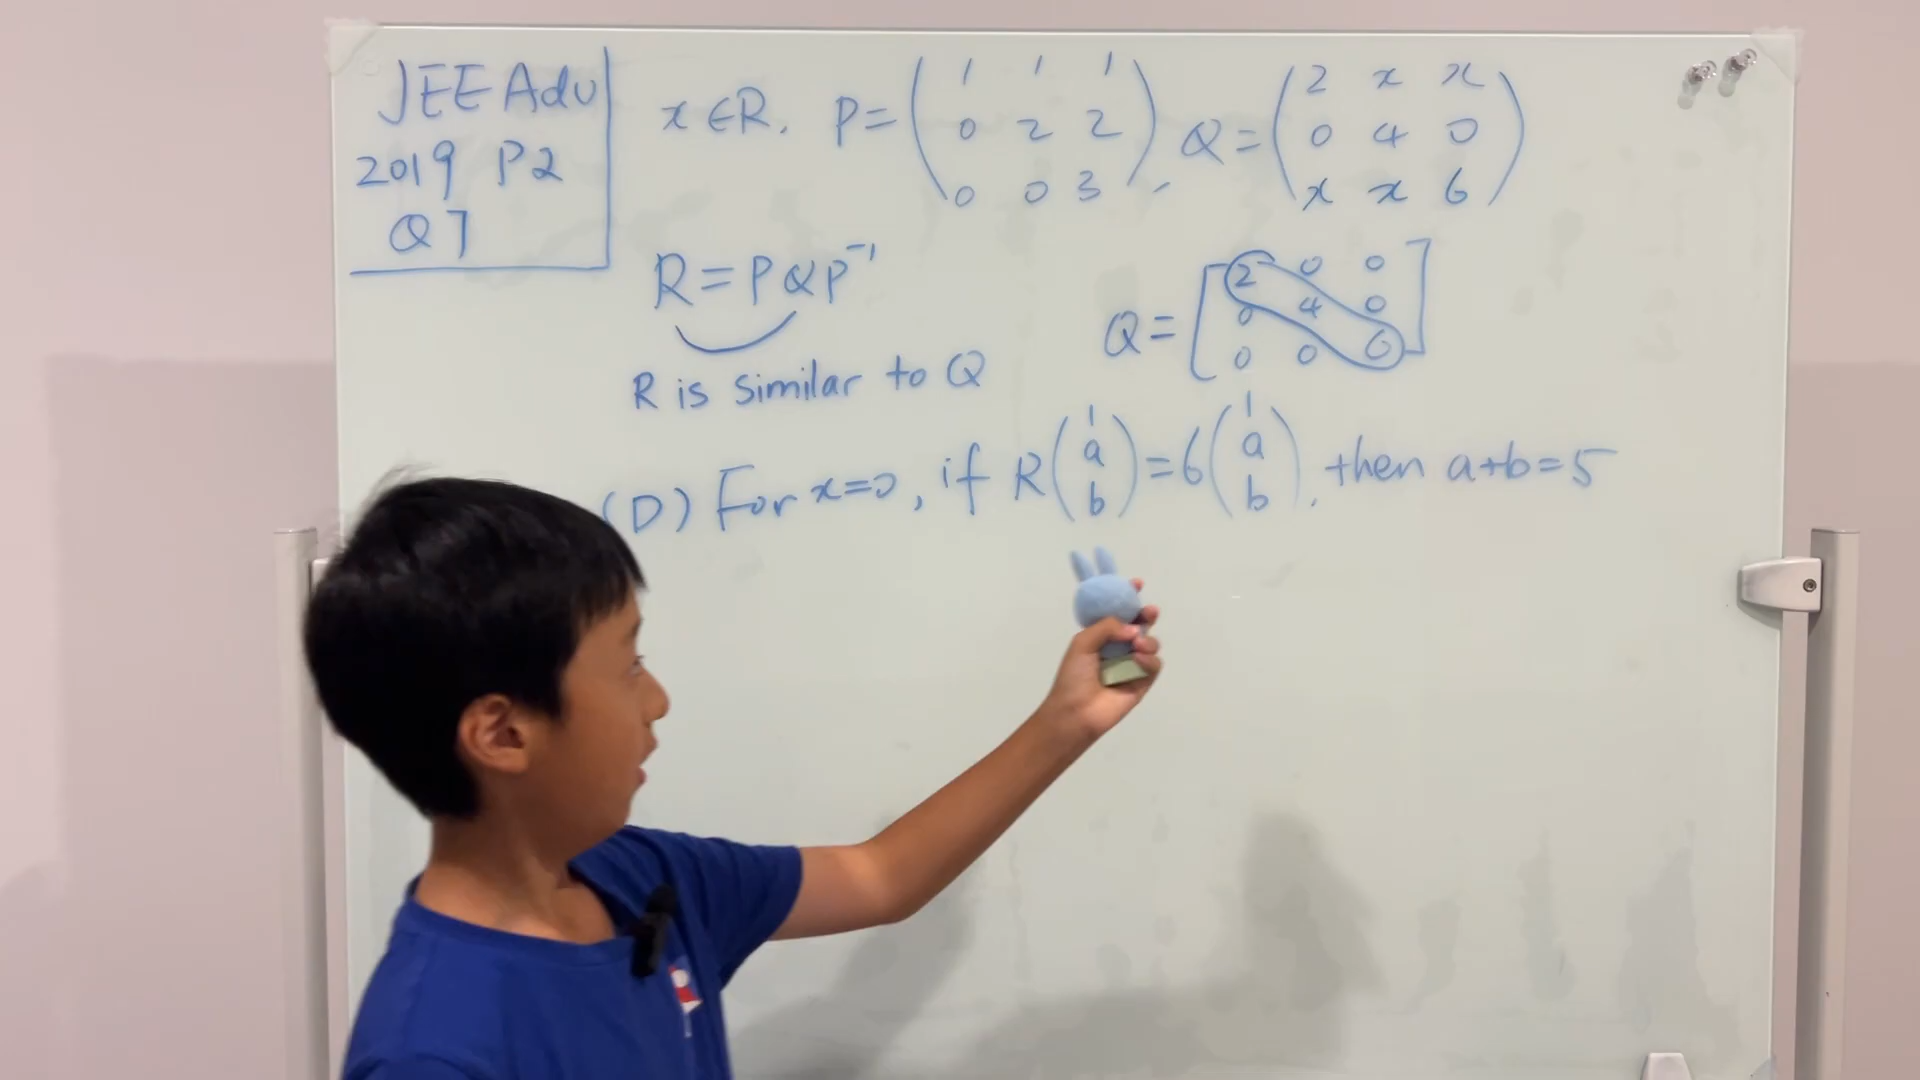 JEE Adv
2019 P2
Q7
x∈R. P=(1 1 1
0 2 2
0 0 3), Q=(2 x x
0 4 0
x x 6)
R=PQP⁻¹
R is similar to Q
Q=[2 0 0
0 4 0
0 0 6]
(D) For x=0, if R(1 a b)=6(1 a b), then a+b=5